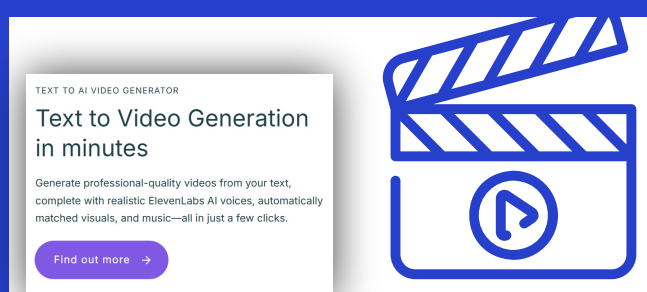 TEXT TO AI VIDEO GENERATOR
Text to Video Generation
in minutes
Generate professional-quality videos from your text,
complete with realistic ElevenLabs AI voices, automatically
matched visuals, and music—all in just a few clicks.
Find out more →